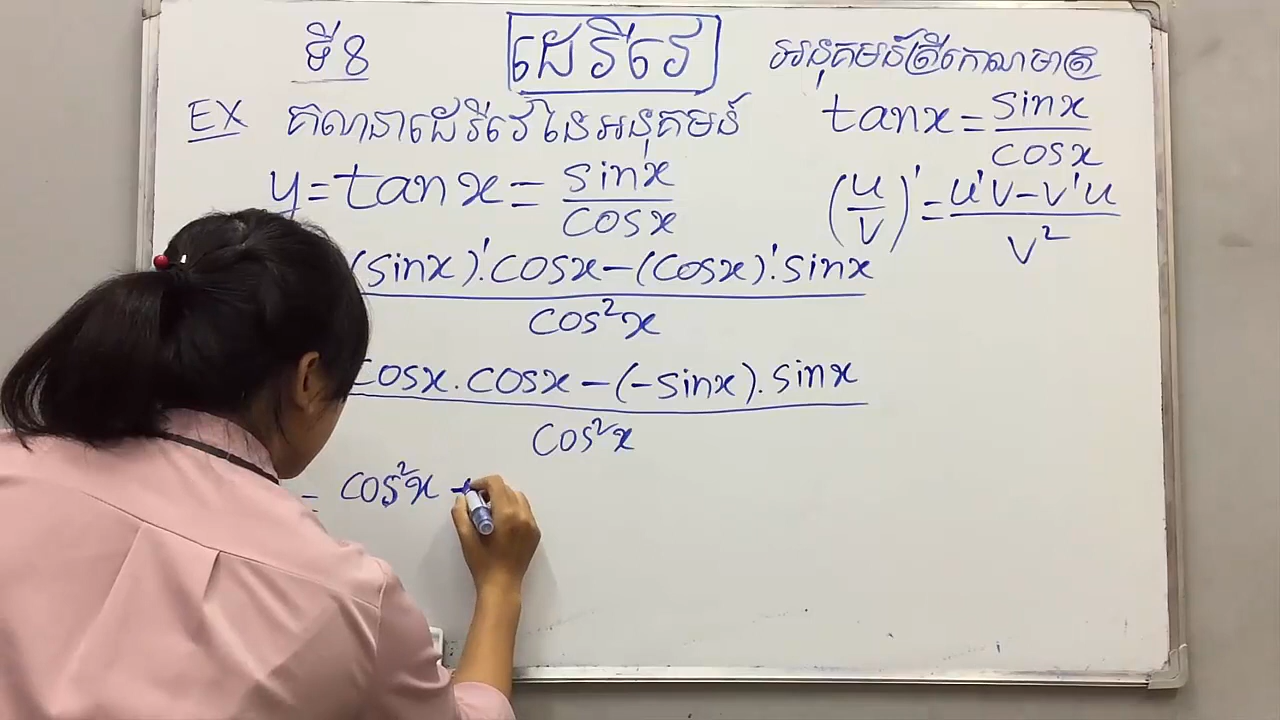 ទី 8 ដេរីវេ អនុគមន៍ត្រីកោណមាត្រ
EX គណនាដេរីវេនៃអនុគមន៍
tanx = sinx / cosx
y = tanx = sinx / cosx
(u/v)' = u'v - v'u / v²
(sinx)'.cosx - (cosx)'.sinx
cos²x
cosx.cosx - (-sinx).sinx
cos²x
= cos²x +